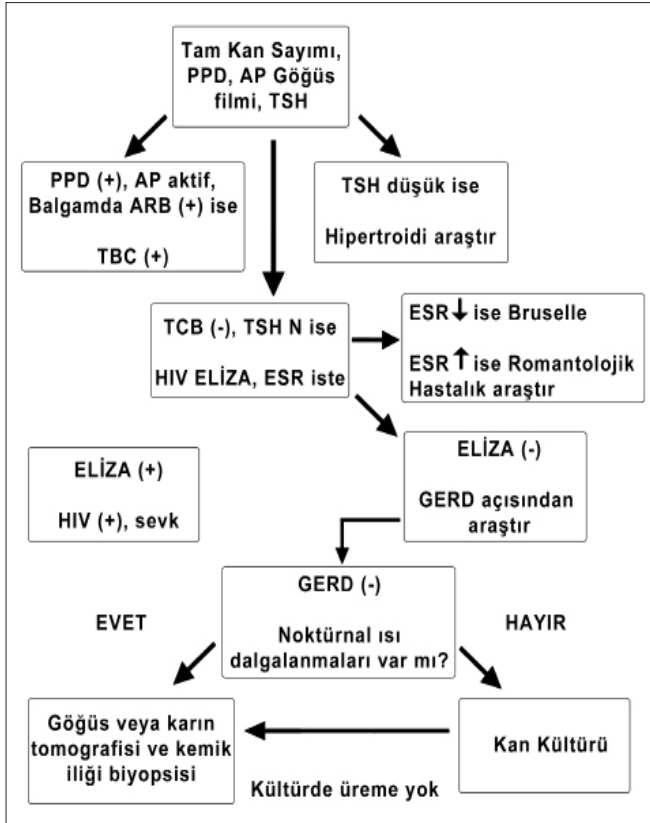 Tam Kan Sayımı,
PPD, AP Göğüs
filmi, TSH
PPD (+), AP aktif,
Balgamda ARB (+) ise
TBC (+)
TSH düşük ise
Hipertroidi araştır
TCB (-), TSH N ise
HIV ELİZA, ESR iste
ESR ↓ ise Bruselle
ESR ↑ ise Romantolojik
Hastalık araştır
ELİZA (+)
HIV (+), sevk
ELİZA (-)
GERD açısından
araştır
GERD (-)
Noktürnal ısı
dalgalanmaları var mı?
EVET
HAYIR
Göğüs veya karın
tomografisi ve kemik
iliği biyopsisi
Kan Kültürü
Kültürde üreme yok